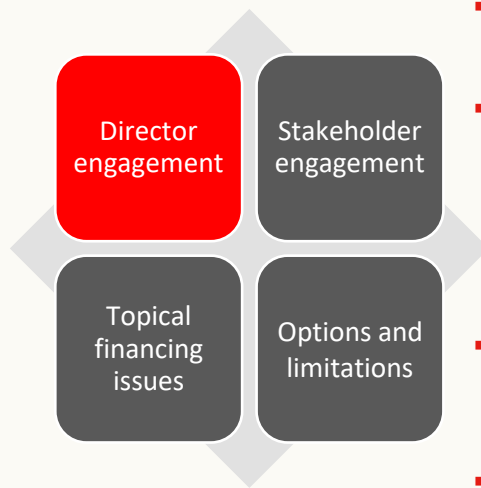 Director
engagement
Stakeholder
engagement
Topical
financing
issues
Options and
limitations